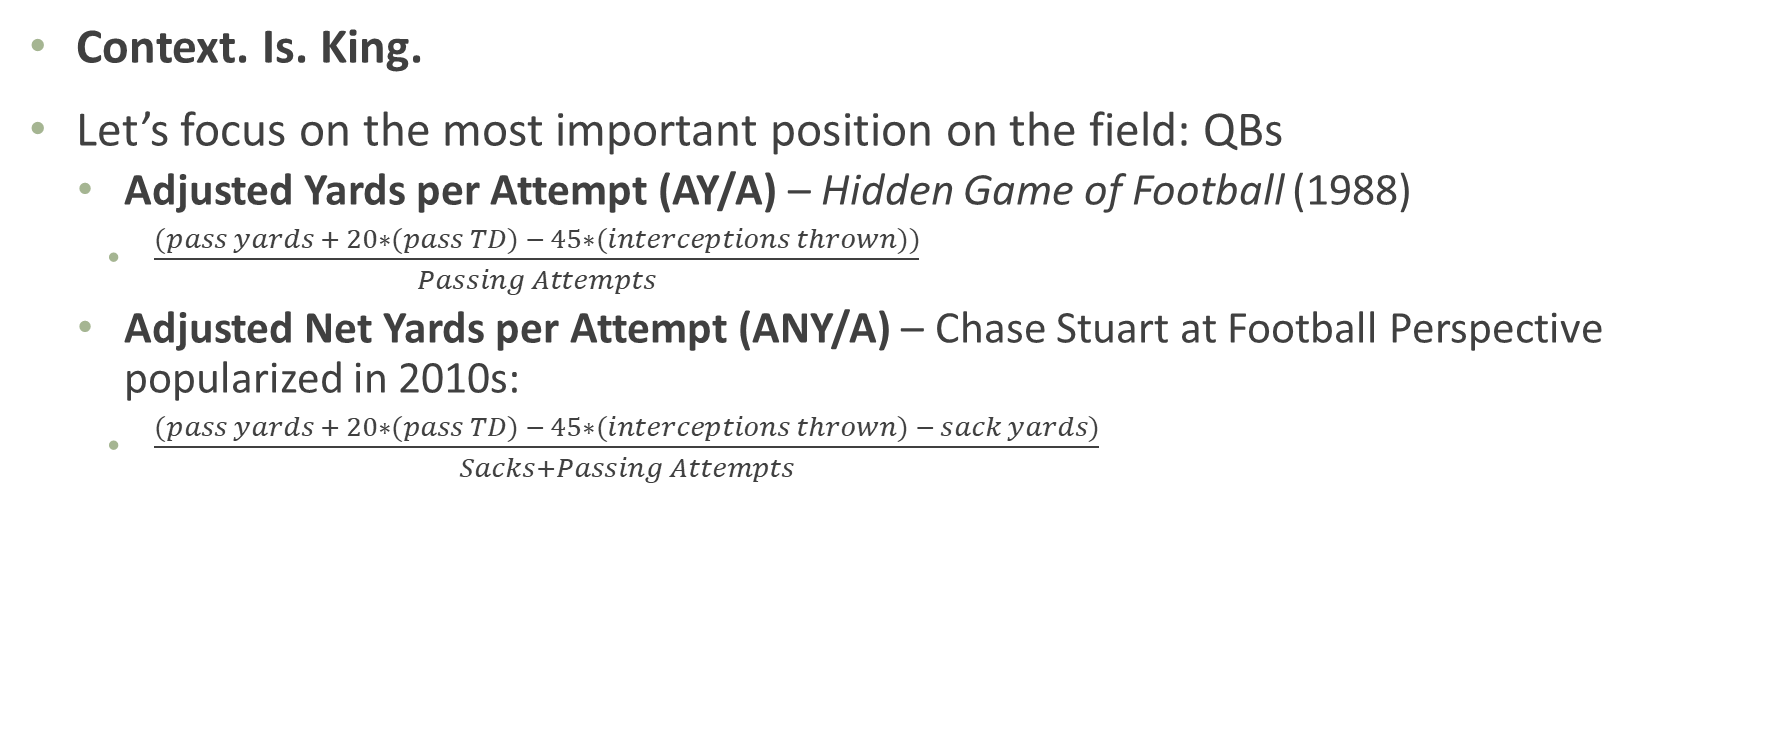 • Context. Is. King.
• Let’s focus on the most important position on the field: QBs
• Adjusted Yards per Attempt (AY/A) – Hidden Game of Football (1988)
• (pass yards + 20*(pass TD) − 45*(interceptions thrown))
Passing Attempts
• Adjusted Net Yards per Attempt (ANY/A) – Chase Stuart at Football Perspective
popularized in 2010s:
• (pass yards + 20*(pass TD) − 45*(interceptions thrown) − sack yards)
Sacks+Passing Attempts